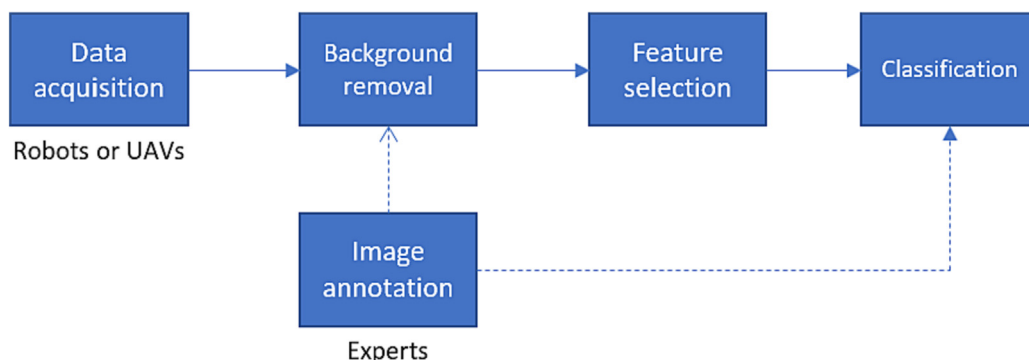 Data
acquisition
Background
removal
Feature
selection
Classification
Robots or UAVs
Image
annotation
Experts